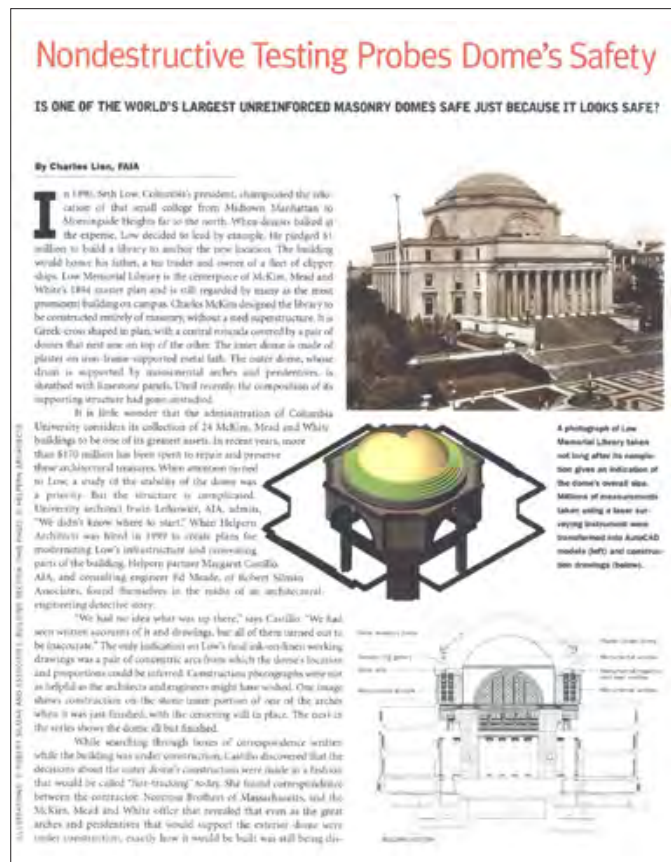 Nondestructive Testing Probes Dome's Safety
IS ONE OF THE WORLD'S LARGEST UNREINFORCED MASONRY DOMES SAFE JUST BECAUSE IT LOOKS SAFE?
By Charles Linn, FAIA
In 1890, Seth Low, Columbia's president, championed the relo-
cation of that small college from Midtown Manhattan to
Morningside Heights far to the north. When donors balked at
the expense, Low decided to lead by example. He pledged $1
million to build a library to anchor the new location. The building
would honor his father, a tea trader and owner of a fleet of clipper
ships. Low Memorial Library is the centerpiece of McKim, Mead and
White's 1894 master plan and is still regarded by many as the most
prominent building on campus. Charles McKim designed the library to
be constructed entirely of masonry, without a steel superstructure. It is
Greek-cross shaped in plan, with a central rotunda covered by a pair of
domes that nest one on top of the other. The inner dome is made of
plaster on iron-frame-supported metal lath. The outer dome, whose
drum is supported by monumental arches and pendentives, is
sheathed with limestone panels. Until recently, the composition of its
supporting structure had gone unstudied.
It is little wonder that the administration of Columbia
University considers its collection of 24 McKim, Mead and White
buildings to be one of its greatest assets. In recent years, more
than $170 million has been spent to repair and preserve
these architectural treasures. When attention turned
to Low, a study of the stability of the dome was
a priority. But the structure is complicated.
University architect Irwin Lefkowitz, AIA, admits,
"We didn't know where to start." When Helpern
Architects was hired in 1999 to create plans for
modernizing Low's infrastructure and renovating
parts of the building, Helpern partner Margaret Castillo,
AIA, and consulting engineer Ed Meade, of Robert Silman
Associates, found themselves in the midst of an architectural-
engineering detective story.
"We had no idea what was up there," says Castillo. "We had
seen written accounts of it and drawings, but all of them turned out to
be inaccurate." The only indication on Low's final ink-on-linen working
drawings was a pair of concentric arcs from which the dome's location
and proportions could be inferred. Construction photographs were not
as helpful as the architects and engineers might have wished. One image
shows construction on the stone inner portion of one of the arches
when it was just finished, with the centering still in place. The next in
the series shows the dome all but finished.
While searching through boxes of correspondence written
while the building was under construction, Castillo discovered that the
decisions about the outer dome's construction were made in a fashion
that would be called "fast-tracking" today. She found correspondence
between the contractor, Norcross Brothers of Massachusetts, and the
McKim, Mead and White office that revealed that even as the great
arches and pendentives that would support the exterior dome were
under construction, exactly how it would be built was still being dis-
A photograph of Low
Memorial Library taken
not long after its comple-
tion gives an indication of
the dome's overall size.
Millions of measurements
taken using a laser sur-
veying instrument were
transformed into AutoCAD
models (left) and construc-
tion drawings (below).
BUILDING SECTION
ILLUSTRATIONS: © ROBERT SILMAN AND ASSOCIATES; BUILDING SECTION, THIS PAGE: © HELPERN ARCHITECTS